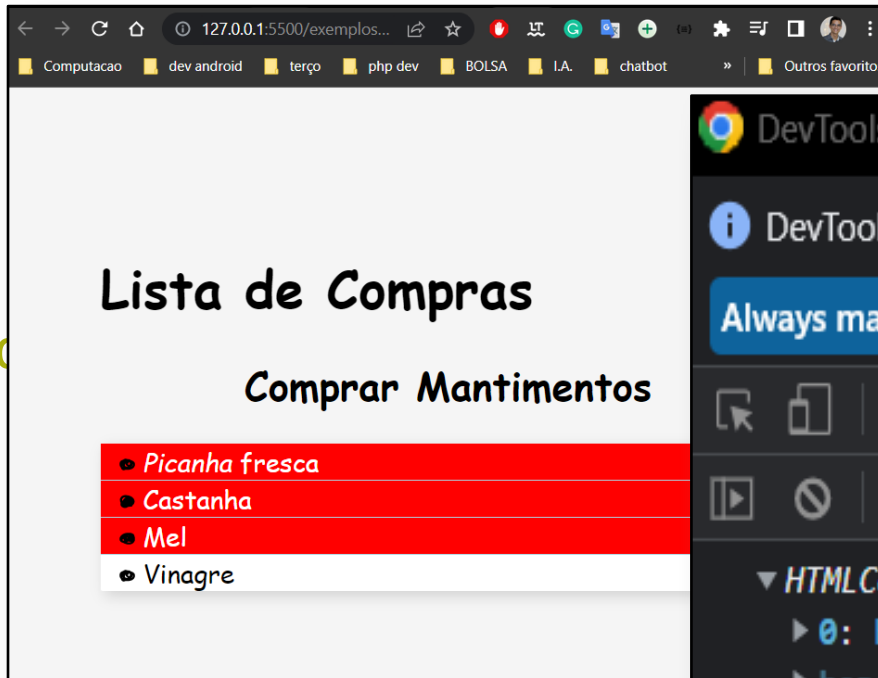 127.0.0.1:5500/exemplos...
Computacao dev android terço php dev BOLSA I.A. chatbot » Outros favorito
DevTools
DevTool
Always ma
Lista de Compras
Comprar Mantimentos
Picanha fresca
Castanha
Mel
Vinagre
HTMLC
0: